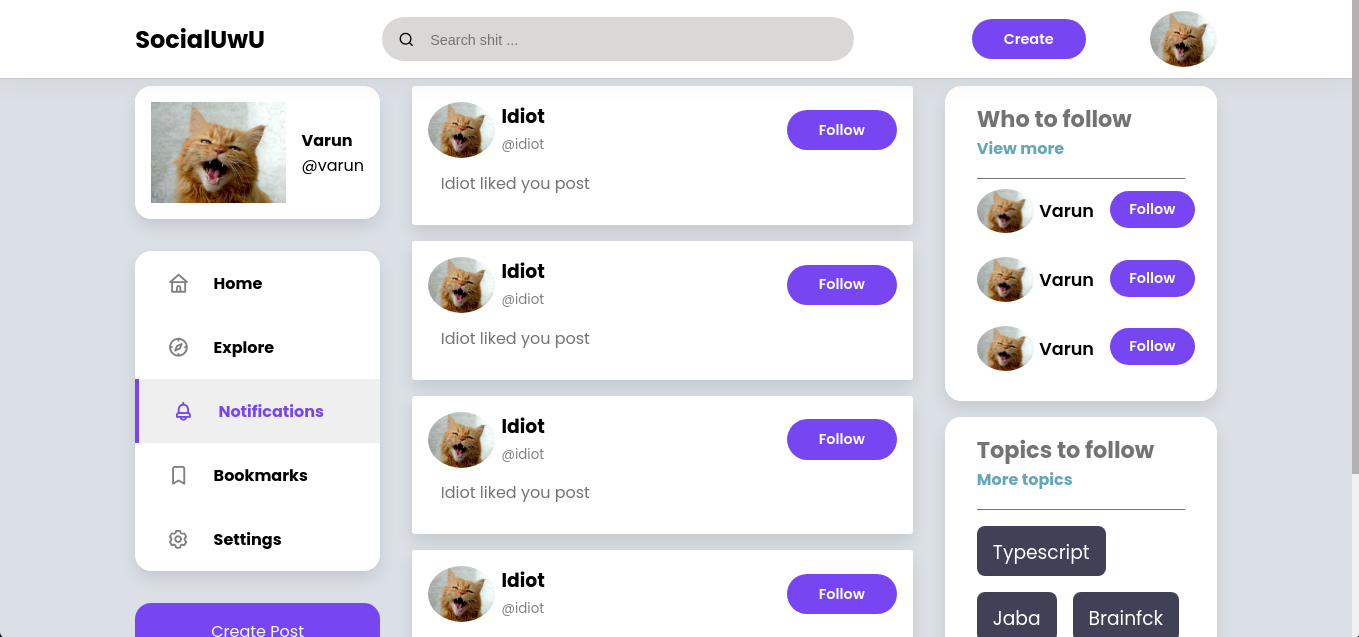 SocialUwU
Search shit ...
Create
Varun
@varun
Home
Explore
Notifications
Bookmarks
Settings
Create Post
Idiot
@idiot
Follow
Idiot liked you post
Idiot
@idiot
Follow
Idiot liked you post
Idiot
@idiot
Follow
Idiot liked you post
Idiot
@idiot
Follow
Who to follow
View more
Varun
Follow
Varun
Follow
Varun
Follow
Topics to follow
More topics
Typescript
Jaba
Brainfck